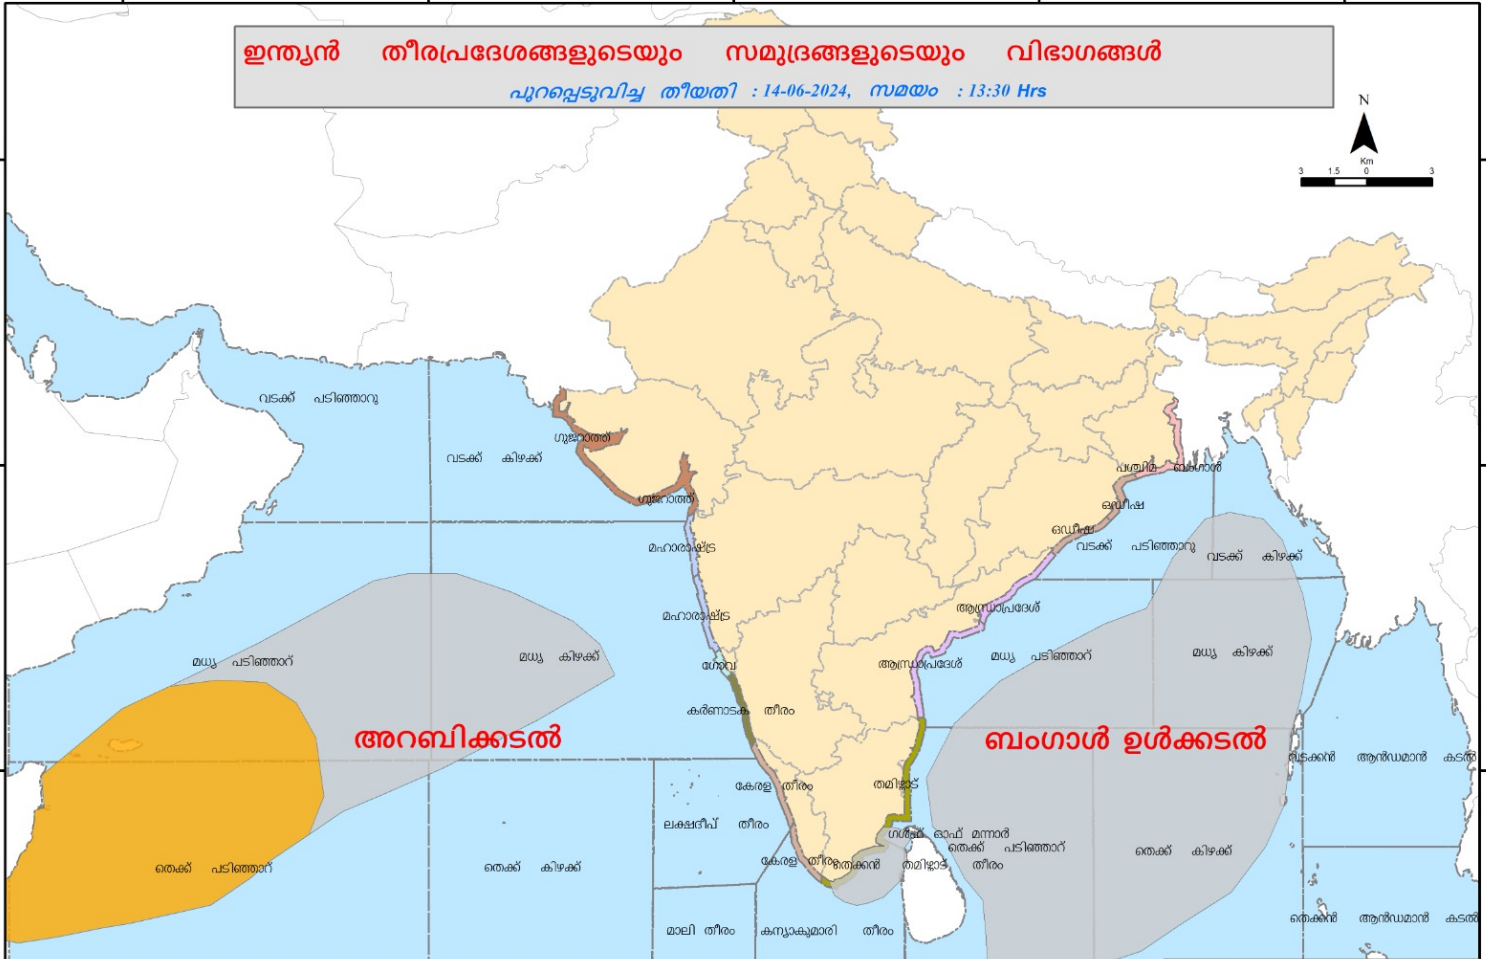 ഇന്ത്യൻ തീരപ്രദേശങ്ങളുടെയും സമുദ്രങ്ങളുടെയും വിഭാഗങ്ങൾ
പുറപ്പെടുവിച്ച തീയതി : 14-06-2024, സമയം : 13:30 Hrs
N
Km
3 1.5 0 3
വടക്ക് പടിഞ്ഞാറു
ഗുജറാത്ത്
വടക്ക് കിഴക്ക്
പശ്ചിമ ബംഗാൾ
ഗുജറാത്ത്
ഒഡീഷ
ഒഡീഷ
മഹാരാഷ്ട്ര
വടക്ക് പടിഞ്ഞാറു
വടക്ക് കിഴക്ക്
മഹാരാഷ്ട്ര
ആന്ധ്രാപ്രദേശ്
മധ്യ പടിഞ്ഞാറ്
മധ്യ കിഴക്ക്
ഗോവ
ആന്ധ്രാപ്രദേശ്
മധ്യ പടിഞ്ഞാറ്
മധ്യ കിഴക്ക്
കർണാടക തീരം
അറബിക്കടൽ
ബംഗാൾ ഉൾക്കടൽ
വടക്കൻ ആൻഡമാൻ കടൽ
കേരള തീരം
തമിഴ്നാട്
ലക്ഷദീപ് തീരം
ഗൾഫ് ഓഫ് മന്നാർ
തെക്ക് പടിഞ്ഞാറ്
തെക്ക് കിഴക്ക്
കേരള തീരം
തെക്കൻ തമിഴ്നാട് തീരം
തെക്ക് പടിഞ്ഞാറ്
തെക്ക് കിഴക്ക്
തെക്കൻ ആൻഡമാൻ കടൽ
മാലി തീരം
കന്യാകുമാരി തീരം